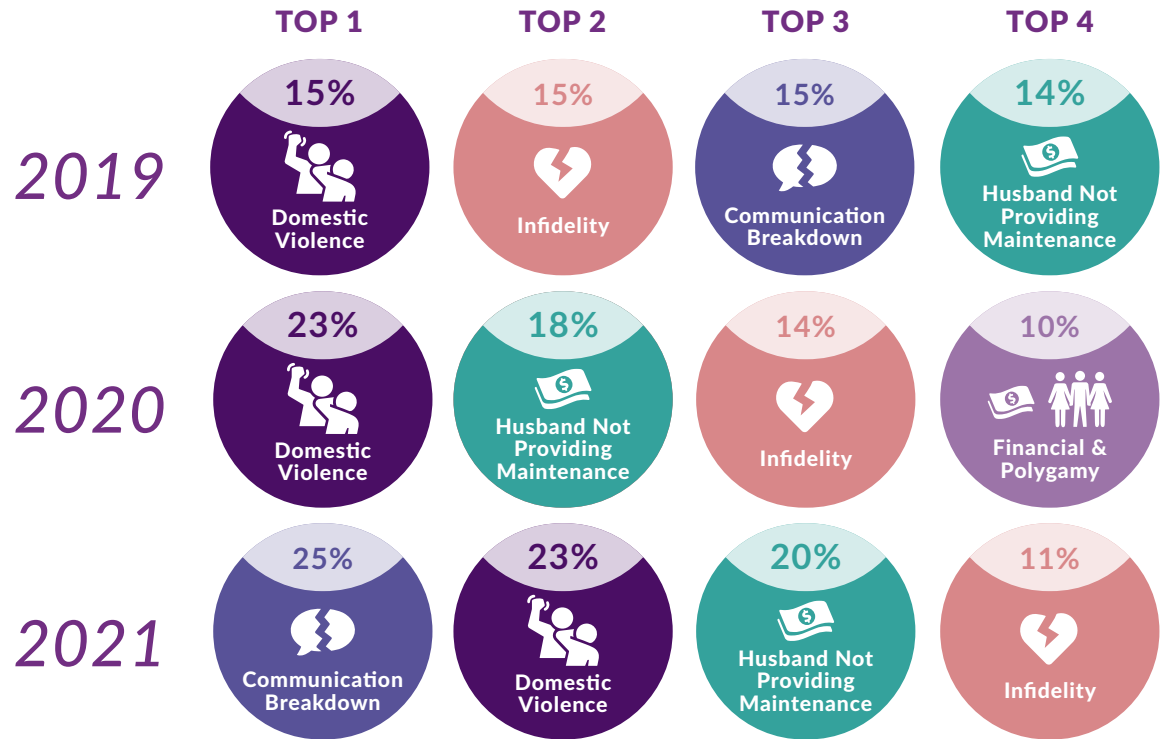 TOP 1 TOP 2 TOP 3 TOP 4
2019
15%
Domestic
Violence
15%
Infidelity
15%
Communication
Breakdown
14%
$
Husband Not
Providing
Maintenance
2020
23%
Domestic
Violence
18%
$
Husband Not
Providing
Maintenance
14%
Infidelity
10%
$
Financial &
Polygamy
2021
25%
Communication
Breakdown
23%
Domestic
Violence
20%
$
Husband Not
Providing
Maintenance
11%
Infidelity